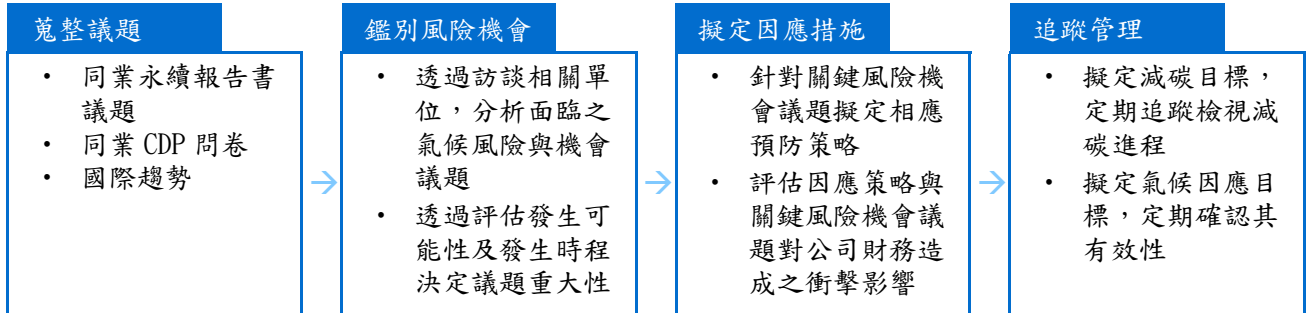 蒐整議題
• 同業永續報告書
議題
• 同業 CDP 問卷
• 國際趨勢
→
鑑別風險機會
• 透過訪談相關單
位，分析面臨之
氣候風險與機會
議題
• 透過評估發生可
能性及發生時程
決定議題重大性
→
擬定因應措施
• 針對關鍵風險機
會議題擬定相應
預防策略
• 評估因應策略與
關鍵風險機會議
題對公司財務造
成之衝擊影響
→
追蹤管理
• 擬定減碳目標，
定期追蹤檢視減
碳進程
• 擬定氣候因應目
標，定期確認其
有效性